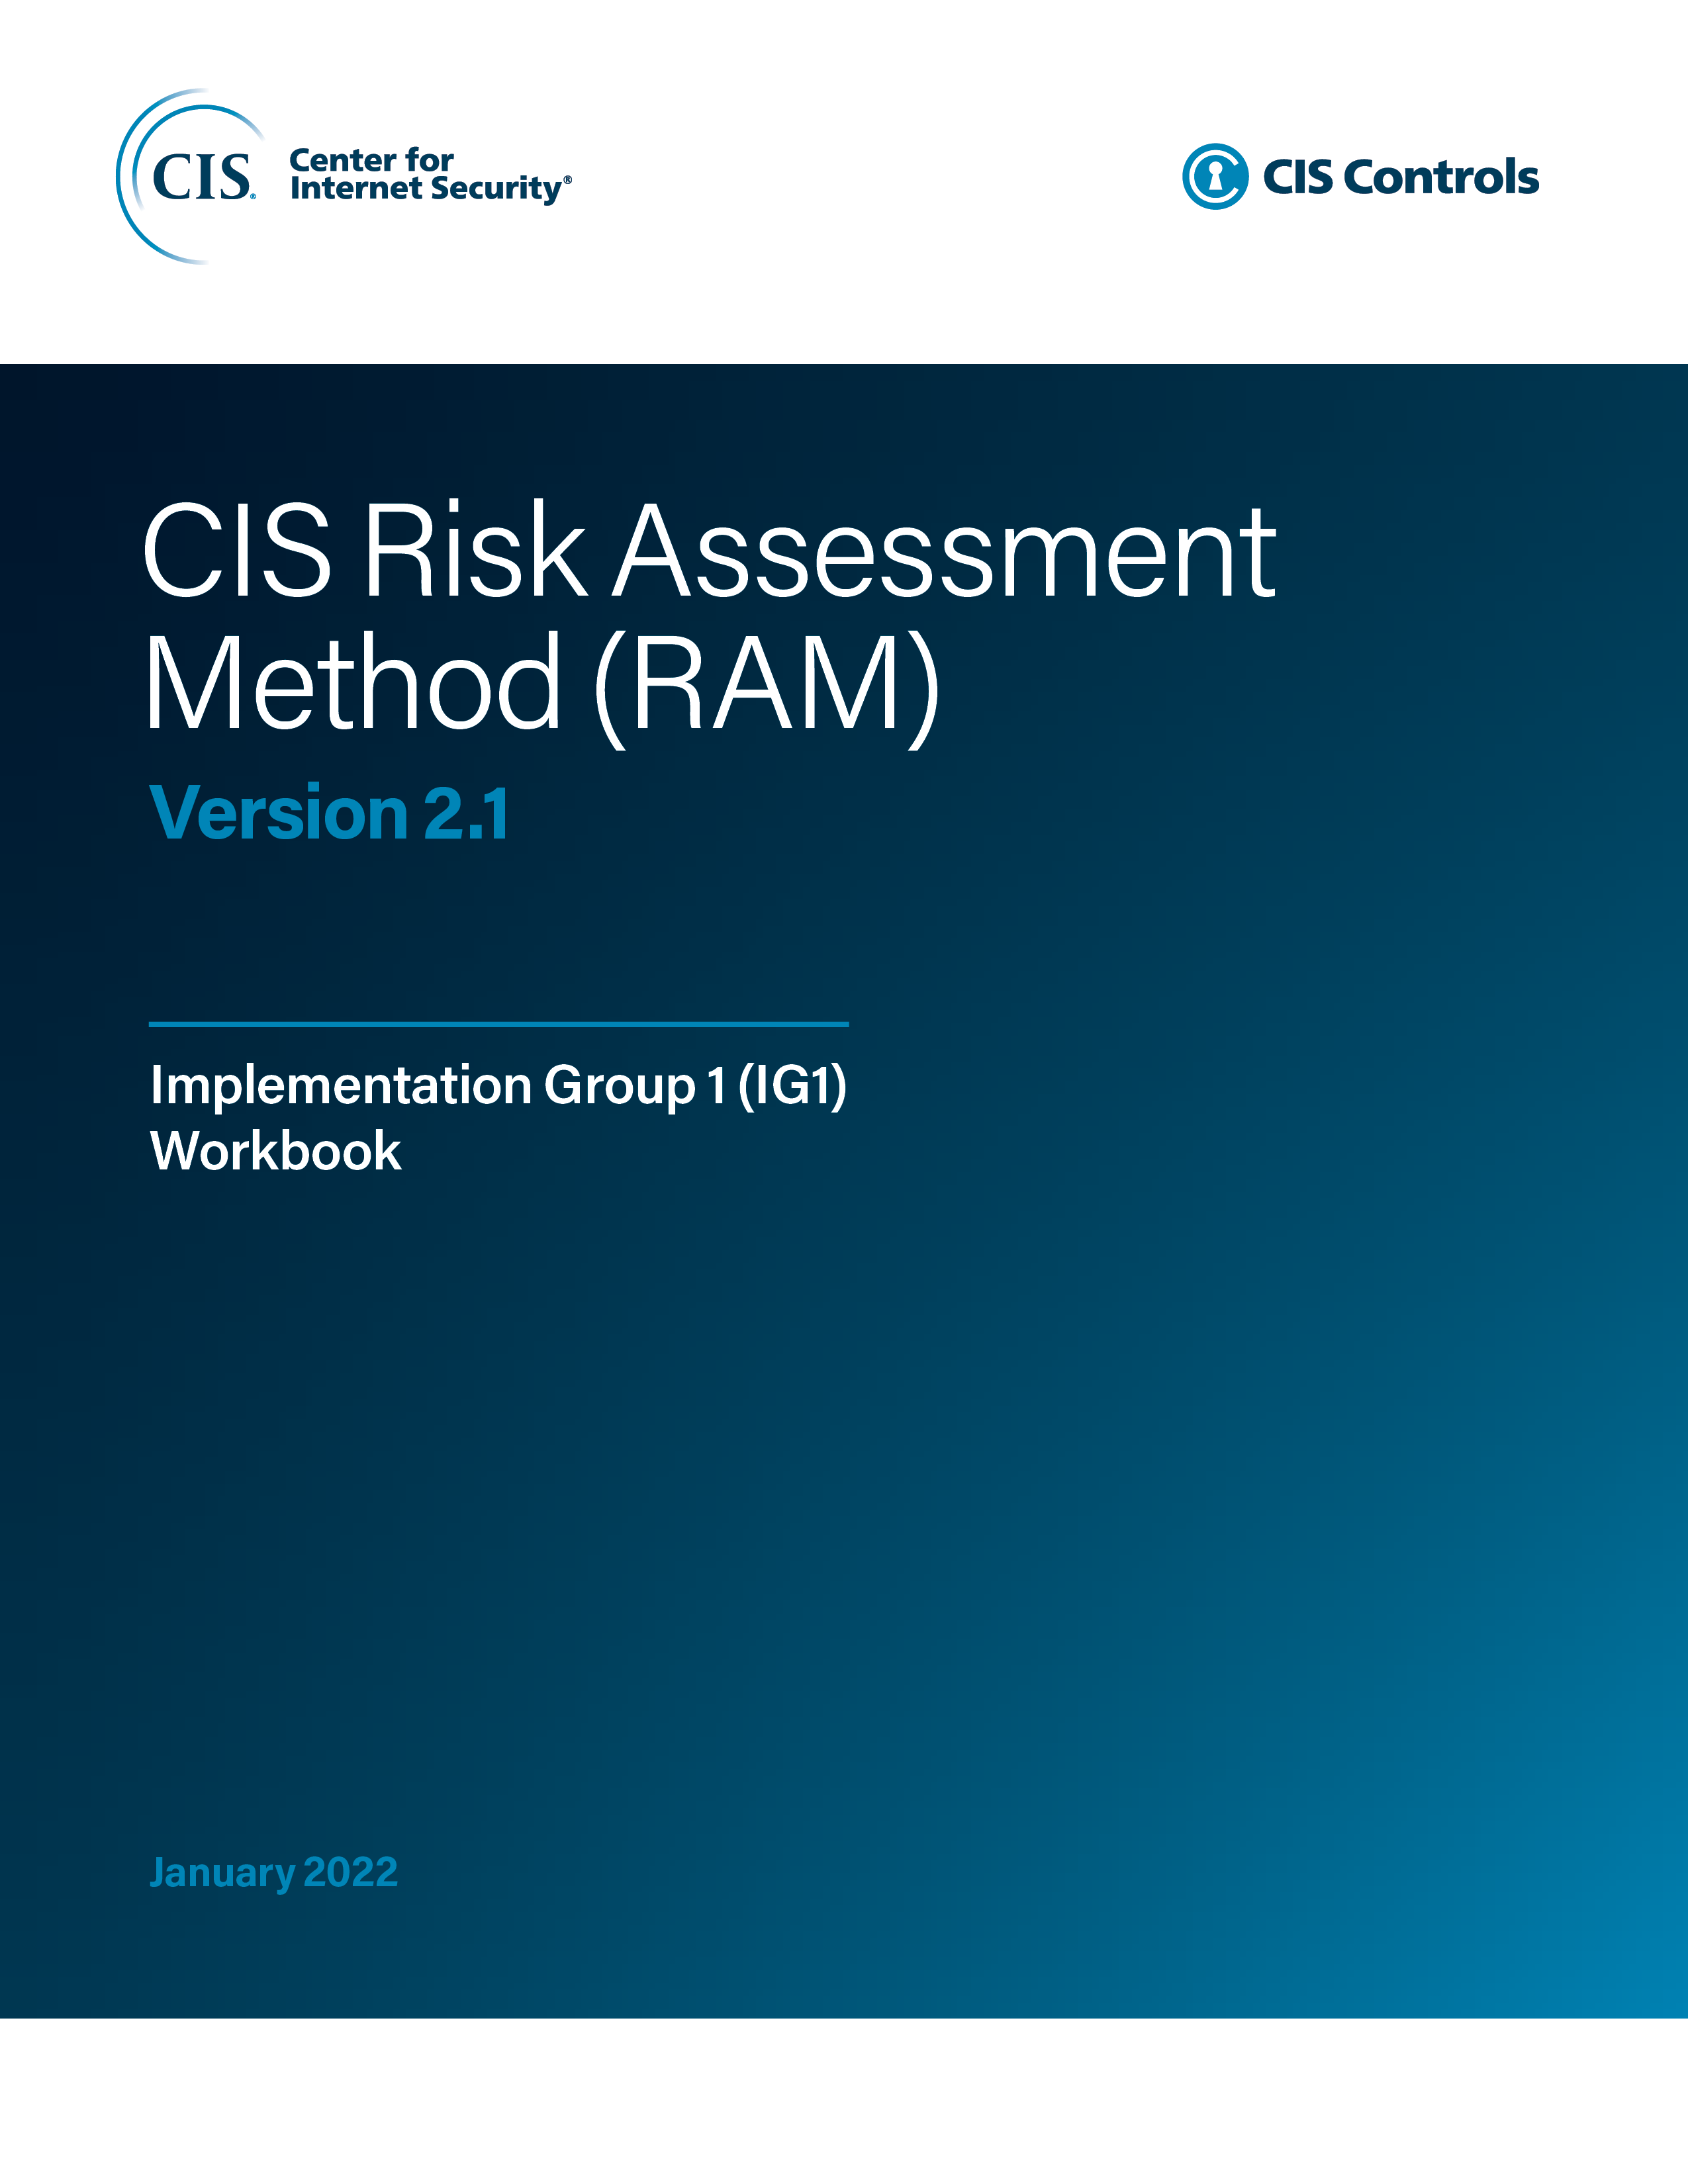 CIS®
Center for
Internet Security®
CIS Controls
CIS Risk Assessment
Method (RAM)
Version 2.1
Implementation Group 1 (IG1)
Workbook
January 2022